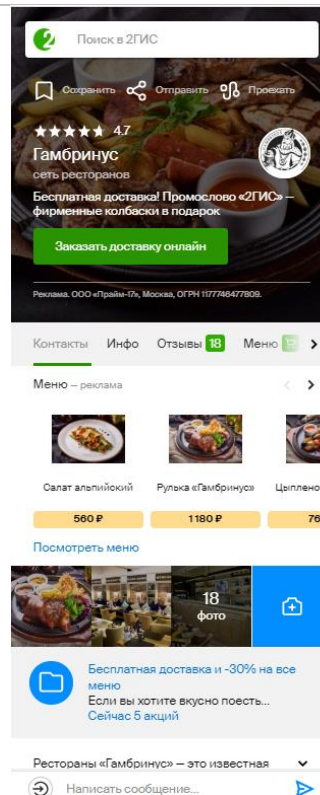 Поиск в 2ГИС
Сохранить Отправить Проехать
4.7
Гамбринус
сеть ресторанов
Бесплатная доставка! Промослово «2ГИС» –
фирменные колбаски в подарок
Заказать доставку онлайн
Реклама. ООО «Прайм-17», Москва, ОГРН 1177746477809.
Контакты Инфо Отзывы 18 Меню
Меню – реклама
Салат альпийский Рулька «Гамбринус» Цыплено
560 ₽ 1180 ₽ 76
Посмотреть меню
18
фото
Бесплатная доставка и -30% на все
меню
Если вы хотите вкусно поесть...
Сейчас 5 акций
Рестораны «Гамбринус» — это известная
Написать сообщение...